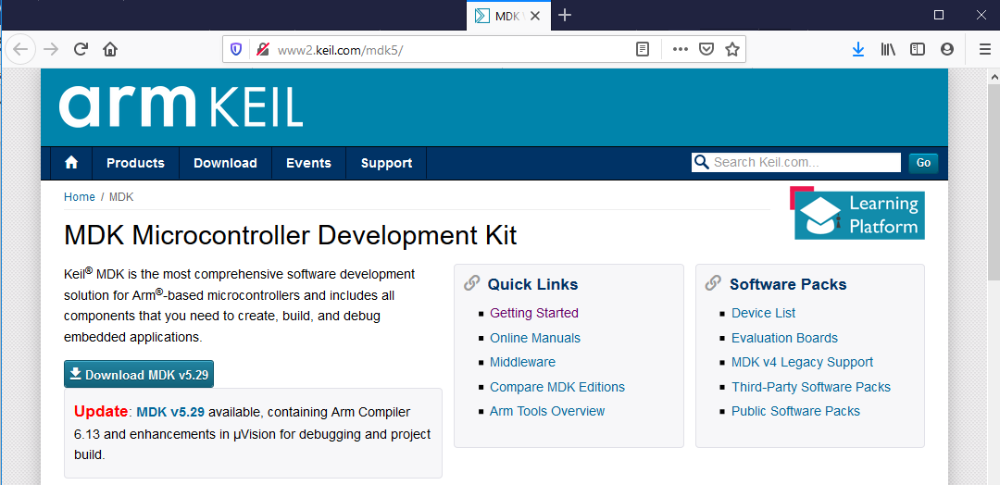 MDK
www2.keil.com/mdk5/
arm KEIL
Products
Download
Events
Support
Search Keil.com...
Go
Home / MDK
Learning
Platform
MDK Microcontroller Development Kit
Keil® MDK is the most comprehensive software development
solution for Arm®-based microcontrollers and includes all
components that you need to create, build, and debug
embedded applications.
Download MDK v5.29
Update: MDK v5.29 available, containing Arm Compiler
6.13 and enhancements in µVision for debugging and project
build.
Quick Links
Getting Started
Online Manuals
Middleware
Compare MDK Editions
Arm Tools Overview
Software Packs
Device List
Evaluation Boards
MDK v4 Legacy Support
Third-Party Software Packs
Public Software Packs